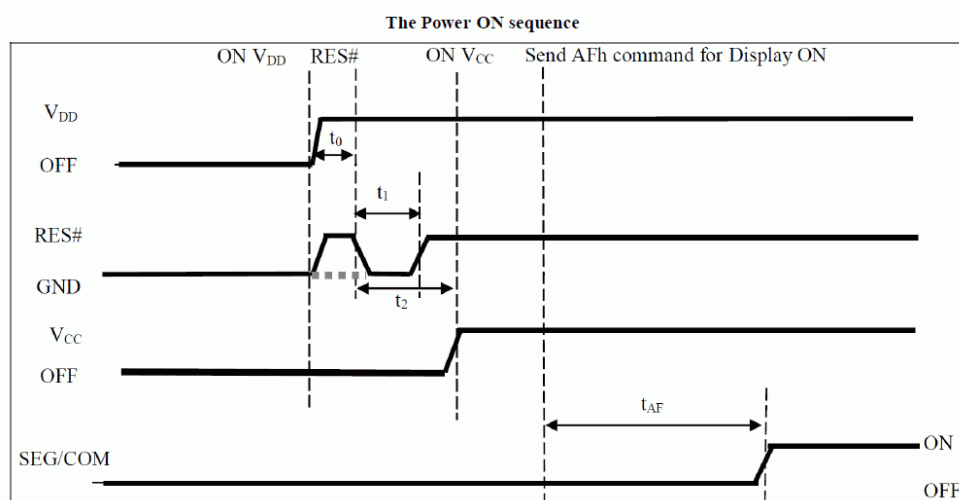 The Power ON sequence
ON VDD RES# ON VCC Send AFh command for Display ON
VDD
t0
OFF
t1
RES#
GND
t2
VCC
OFF
tAF
SEG/COM
ON
OFF